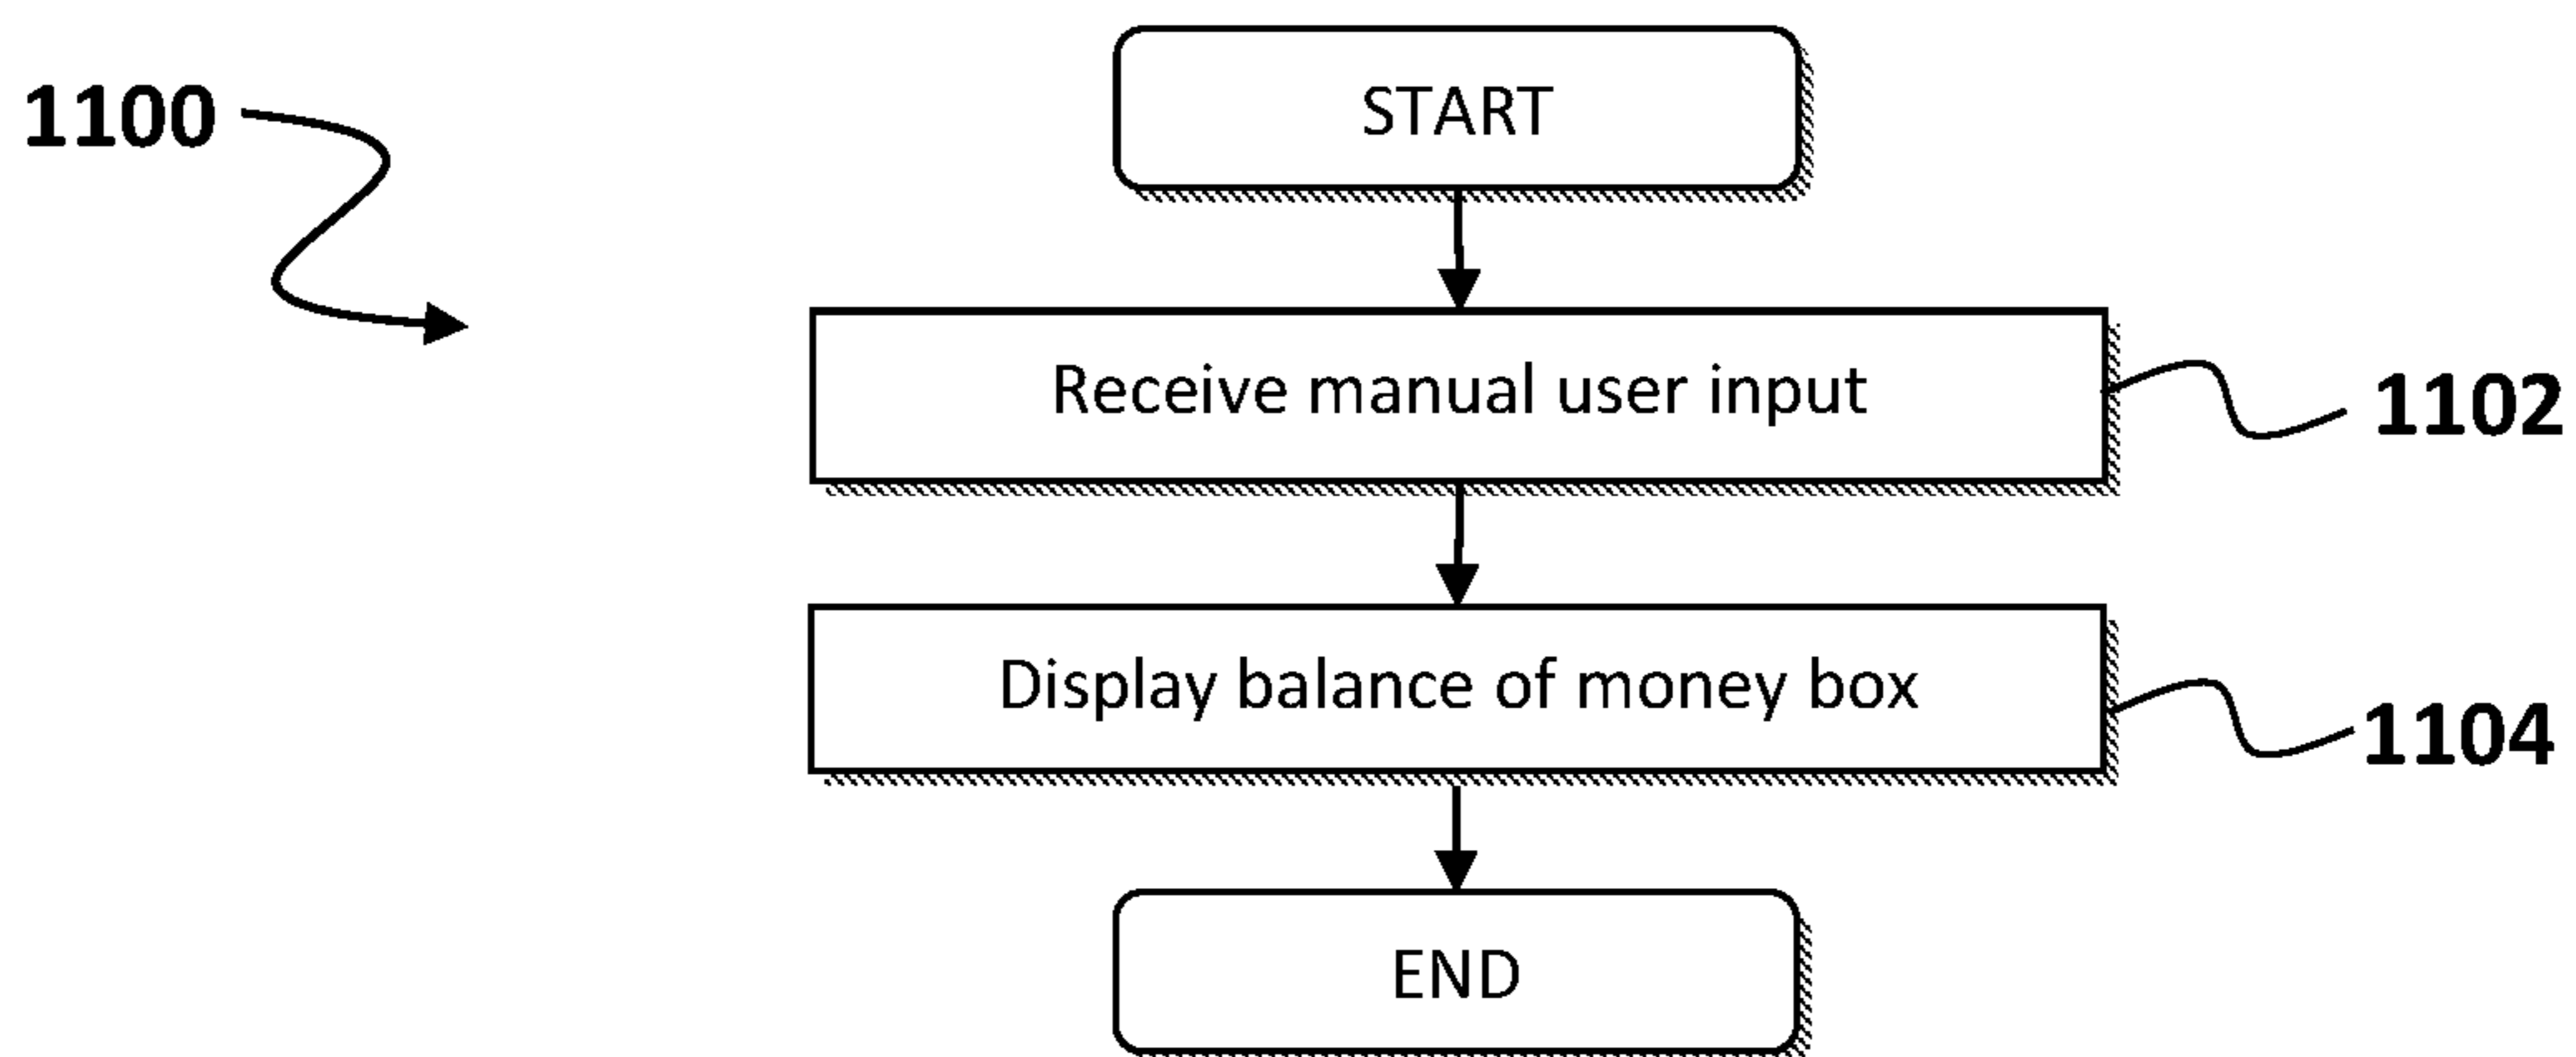 1100
START
Receive manual user input
1102
Display balance of money box
1104
END